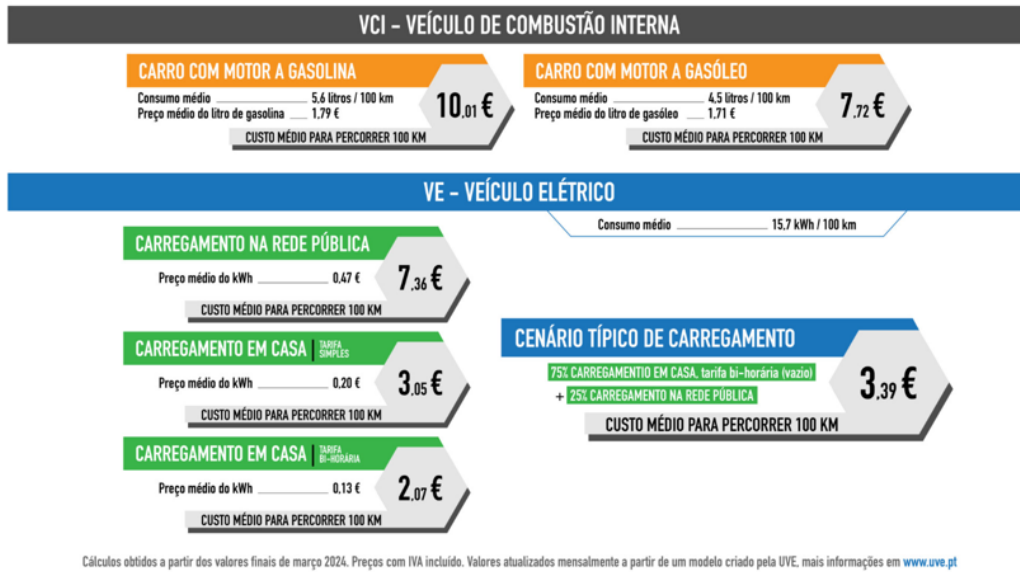 VCI – VEÍCULO DE COMBUSTÃO INTERNA
CARRO COM MOTOR A GASOLINA
Consumo médio 5,6 litros / 100 km
Preço médio do litro de gasolina 1,79 €
10,01 €
CUSTO MÉDIO PARA PERCORRER 100 KM
CARRO COM MOTOR A GASÓLEO
Consumo médio 4,5 litros / 100 km
Preço médio do litro de gasóleo 1,71 €
7,72 €
CUSTO MÉDIO PARA PERCORRER 100 KM
VE – VEÍCULO ELÉTRICO
Consumo médio 15,7 kWh / 100 km
CARREGAMENTO NA REDE PÚBLICA
Preço médio do kWh 0,47 €
7,36 €
CUSTO MÉDIO PARA PERCORRER 100 KM
CARREGAMENTO EM CASA | TARIFA SIMPLES
Preço médio do kWh 0,20 €
3,05 €
CUSTO MÉDIO PARA PERCORRER 100 KM
CARREGAMENTO EM CASA | TARIFA BI-HORÁRIA
Preço médio do kWh 0,13 €
2,07 €
CUSTO MÉDIO PARA PERCORRER 100 KM
CENÁRIO TÍPICO DE CARREGAMENTO
75% CARREGAMENTIO EM CASA, tarifa bi-horária (vazio)
+ 25% CARREGAMENTO NA REDE PÚBLICA
3,39 €
CUSTO MÉDIO PARA PERCORRER 100 KM
Cálculos obtidos a partir dos valores finais de março 2024. Preços com IVA incluído. Valores atualizados mensalmente a partir de um modelo criado pela UVE, mais informações em www.uve.pt